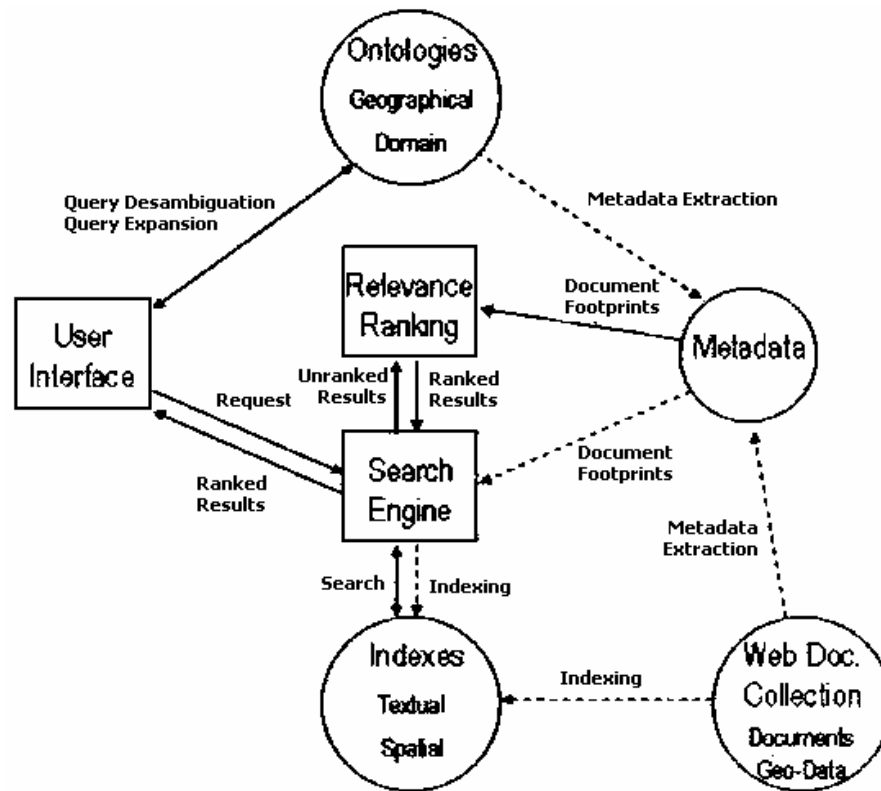 Ontologies
Geographical
Domain
Query Desambiguation
Query Expansion
Metadata Extraction
Relevance
Ranking
Document
Footprints
User
Interface
Metadata
Unranked
Results
Ranked
Results
Request
Search
Engine
Document
Footprints
Ranked
Results
Metadata
Extraction
Search
Indexing
Indexes
Textual
Spatial
Indexing
Web Doc.
Collection
Documents
Geo-Data